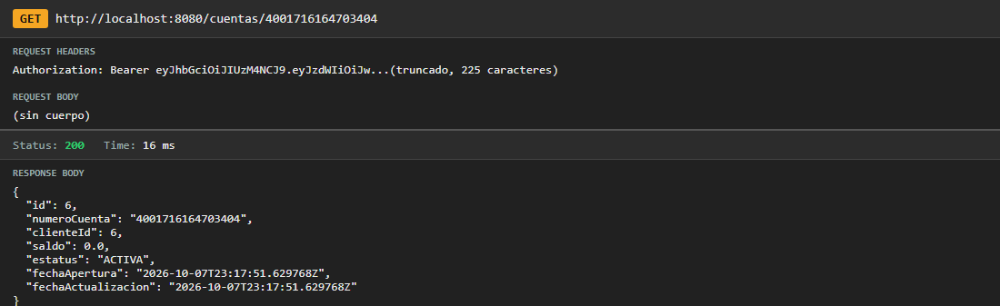 GET http://localhost:8080/cuentas/4001716164703404
REQUEST HEADERS
Authorization: Bearer eyJhbGciOiJIUzM4NCJ9.eyJzdWIiOiJw...(truncado, 225 caracteres)
REQUEST BODY
(sin cuerpo)
Status: 200 Time: 16 ms
RESPONSE BODY
{
"id": 6,
"numeroCuenta": "4001716164703404",
"clienteId": 6,
"saldo": 0.0,
"estatus": "ACTIVA",
"fechaApertura": "2026-10-07T23:17:51.629768Z",
"fechaActualizacion": "2026-10-07T23:17:51.629768Z"
}